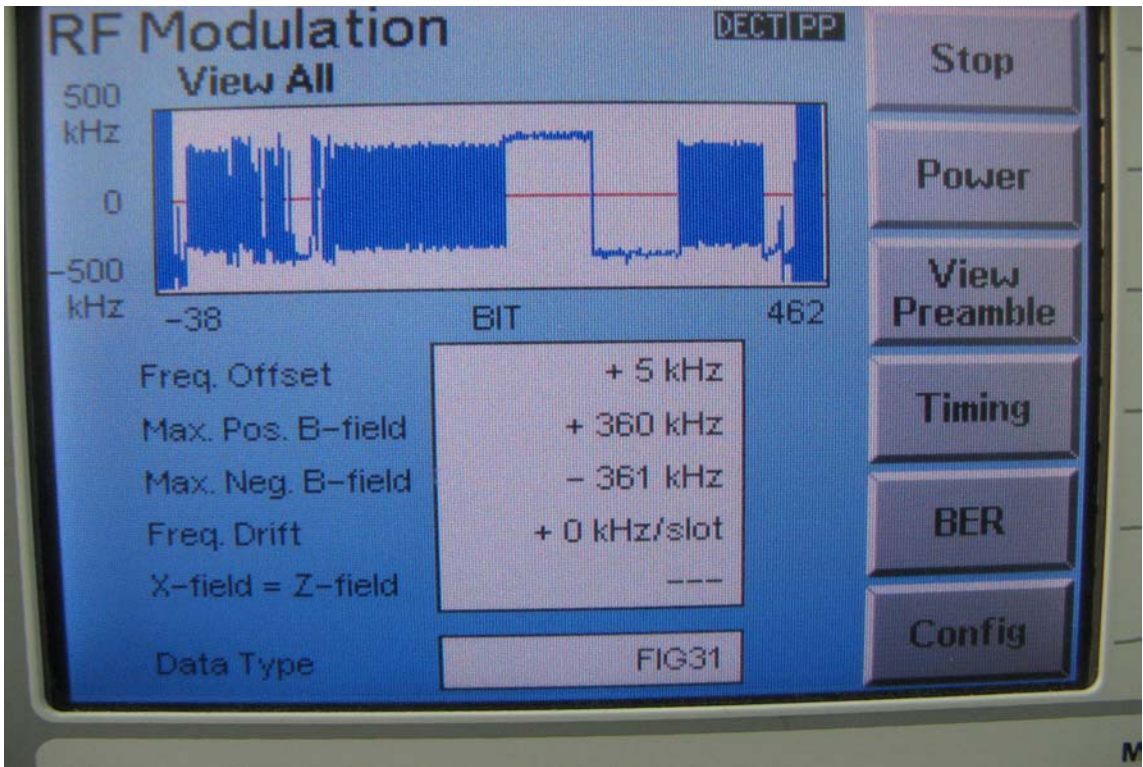 RF Modulation
DECT PP
View All
500
kHz
0
-500
kHz
-38
BIT
462
Freq. Offset
+ 5 kHz
Max. Pos. B-field
+ 360 kHz
Max. Neg. B-field
- 361 kHz
Freq. Drift
+ 0 kHz/slot
X-field = Z-field
---
Data Type
FIG31
Stop
Power
View
Preamble
Timing
BER
Config
M